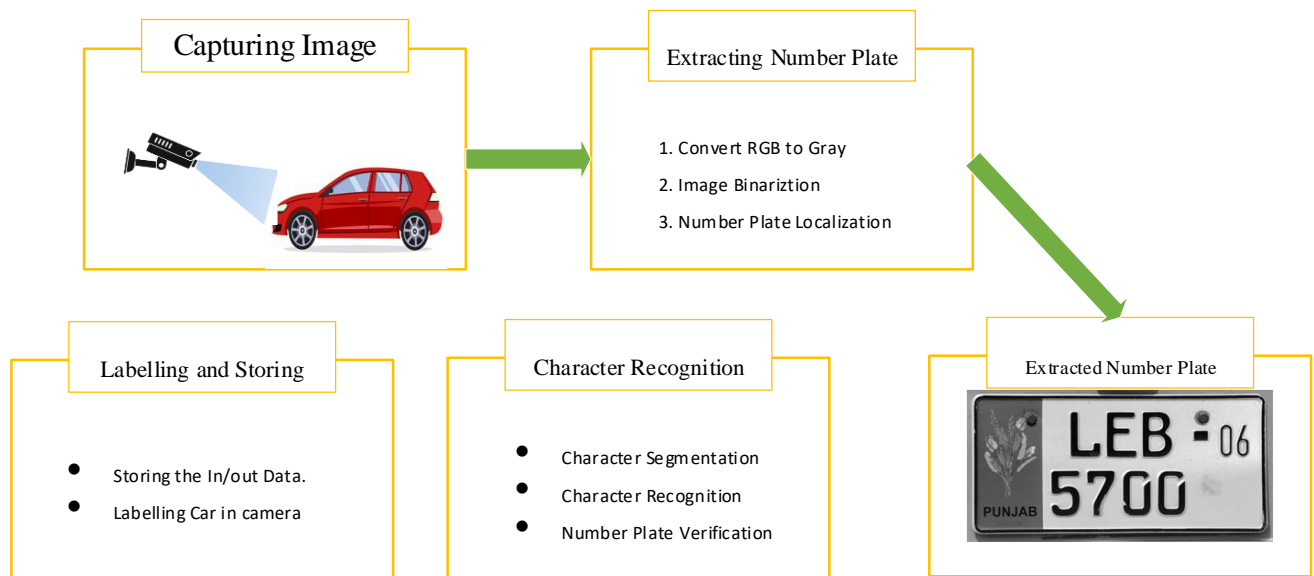 Capturing Image
Extracting Number Plate
1. Convert RGB to Gray
2. Image Binariztion
3. Number Plate Localization
Labelling and Storing
● Storing the In/out Data.
● Labelling Car in camera
Character Recognition
● Character Segmentation
● Character Recognition
● Number Plate Verification
Extracted Number Plate
LEB 06
5700
PUNJAB